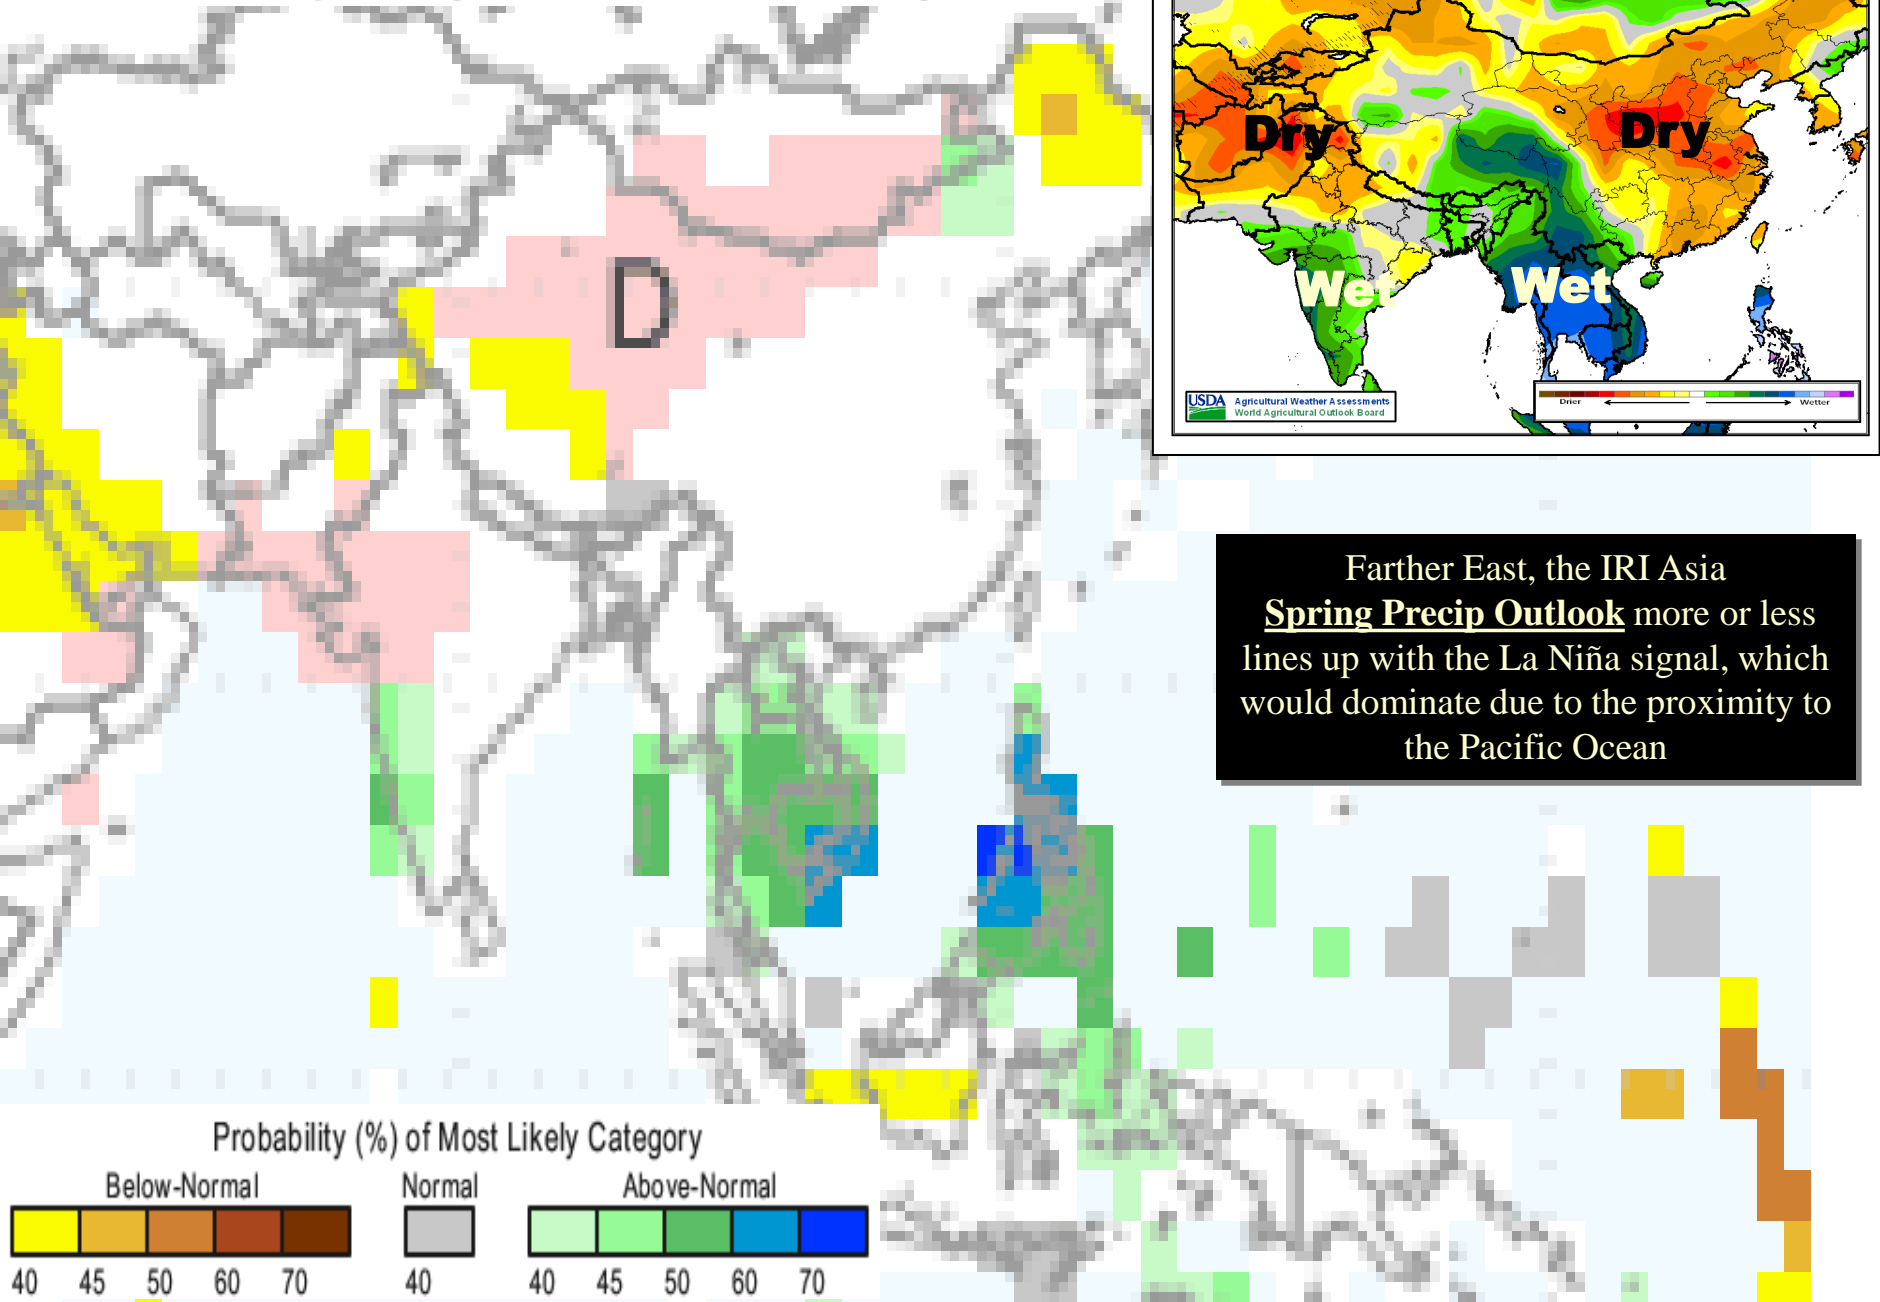 Dry
Dry
Wet
Wet
USDA
Agricultural Weather Assessments
World Agricultural Outlook Board
Drier
Wetter
D
Farther East, the IRI Asia
Spring Precip Outlook more or less
lines up with the La Niña signal, which
would dominate due to the proximity to
the Pacific Ocean
Probability (%) of Most Likely Category
Below-Normal Normal Above-Normal
40 45 50 60 70 40 40 45 50 60 70